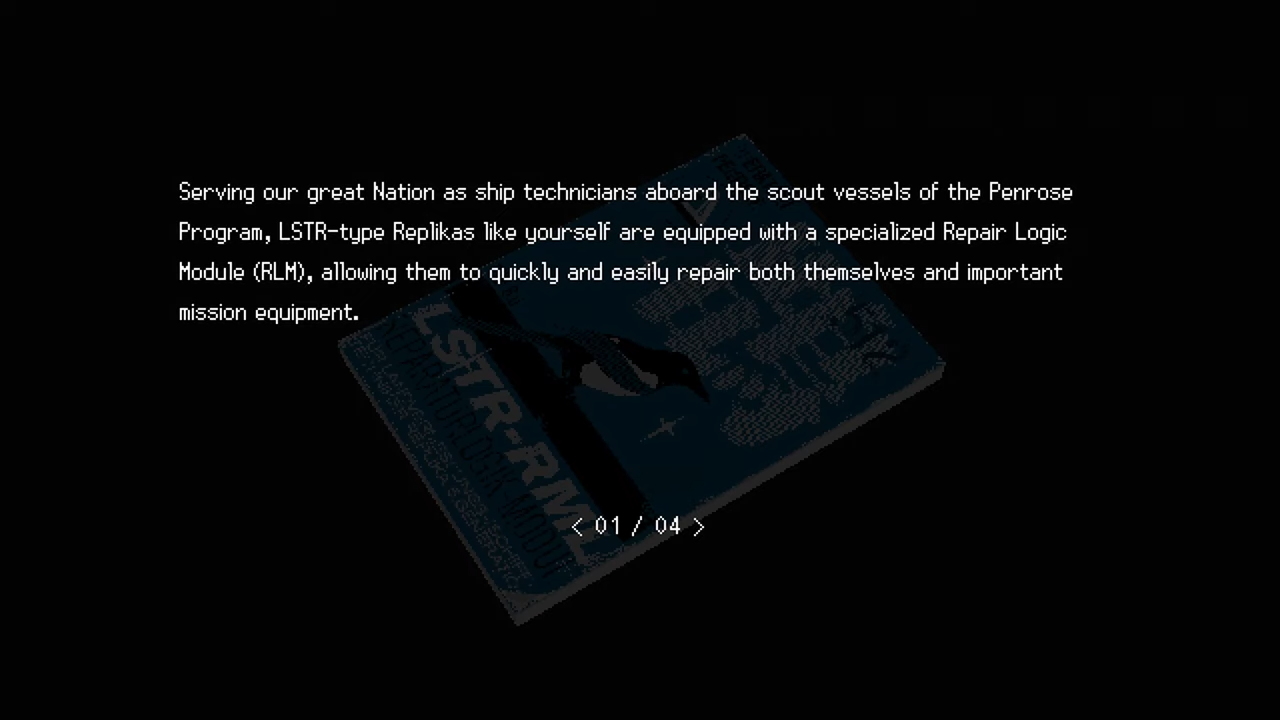 Serving our great Nation as ship technicians aboard the scout vessels of the Penrose
Program, LSTR-type Replikas like yourself are equipped with a specialized Repair Logic
Module (RLM), allowing them to quickly and easily repair both themselves and important
mission equipment.
LSTR-RML
REPARATURLOGIK-MODUL
< 01 / 04 >